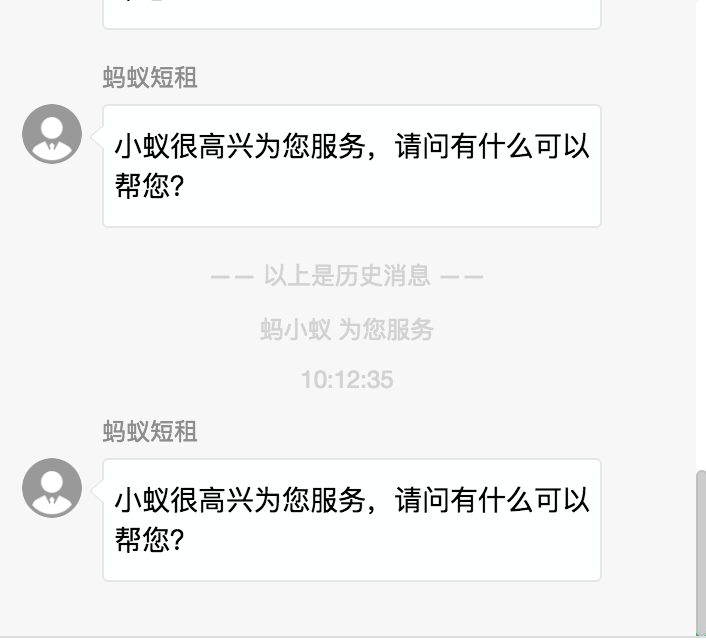 蚂蚁短租
小蚁很高兴为您服务，请问有什么可以
帮您？
—— 以上是历史消息 ——
蚂小蚁 为您服务
10:12:35
蚂蚁短租
小蚁很高兴为您服务，请问有什么可以
帮您？